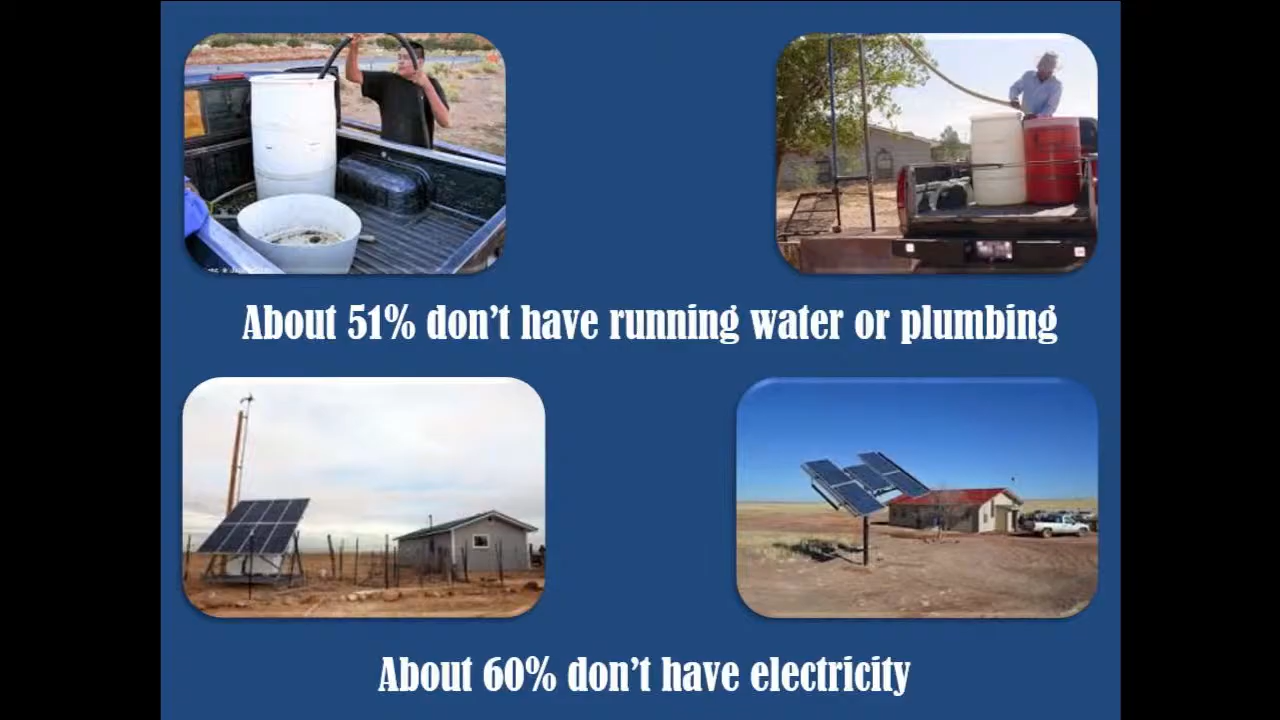 About 51% don't have running water or plumbing
About 60% don't have electricity